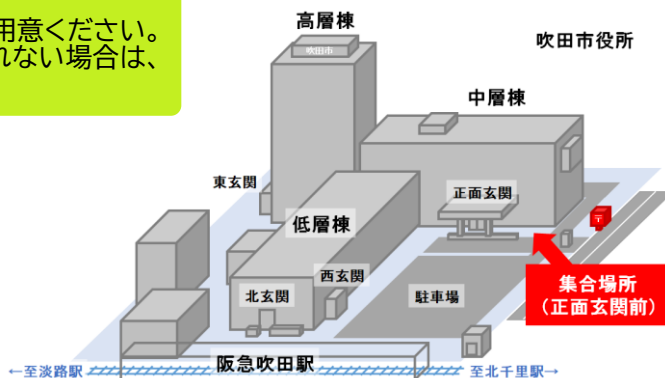 用意ください。
れない場合は、
高層棟
吹田市
吹田市役所
中層棟
東玄関
正面玄関
低層棟
西玄関
北玄関
駐車場
〒
集合場所
（正面玄関前）
阪急吹田駅
←至淡路駅
至北千里駅→